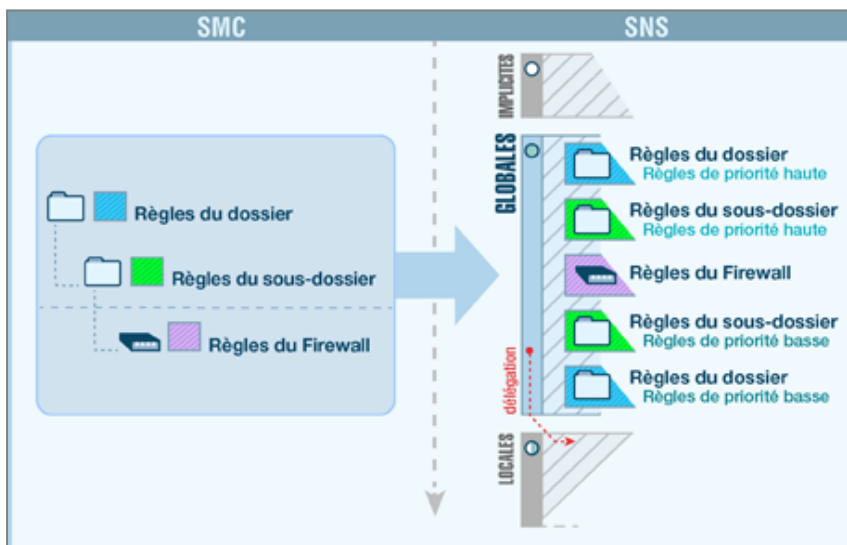 SMC
SNS
Règles du dossier
Règles du sous-dossier
Règles du Firewall
IMPLICITES
GLOBALES
Règles du dossier
Règles de priorité haute
Règles du sous-dossier
Règles de priorité haute
Règles du Firewall
Règles du sous-dossier
Règles de priorité basse
Règles du dossier
Règles de priorité basse
délégation
LOCALES